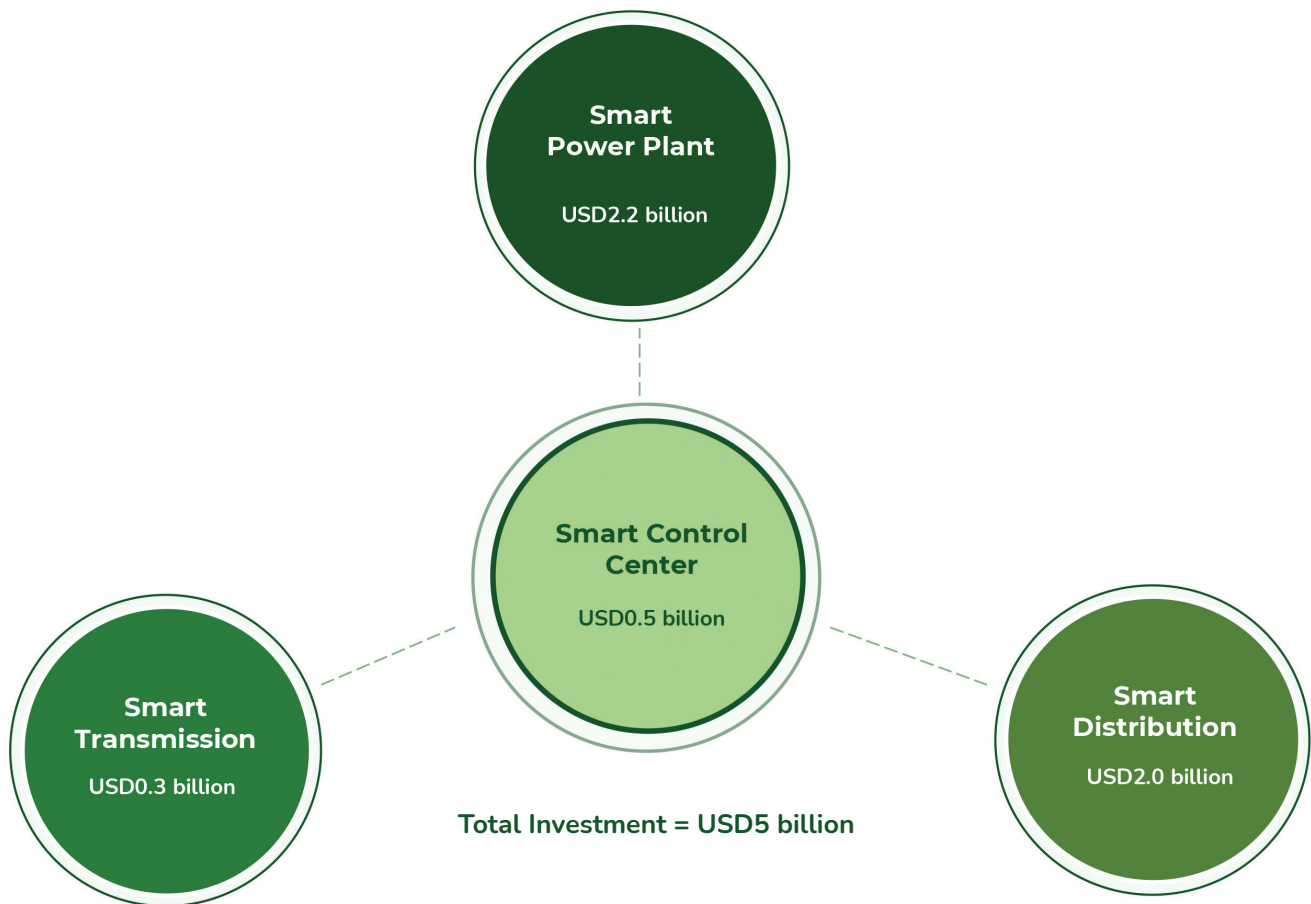 Smart
Power Plant
USD2.2 billion
Smart Control
Center
USD0.5 billion
Smart
Transmission
USD0.3 billion
Smart
Distribution
USD2.0 billion
Total Investment = USD5 billion